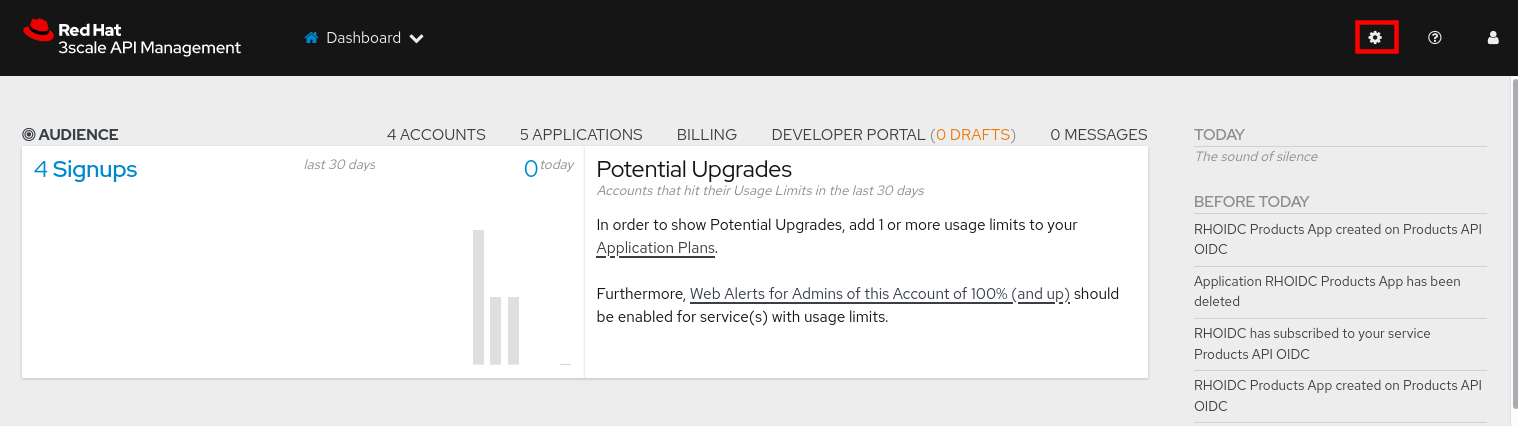 Red Hat
3scale API Management
Dashboard
AUDIENCE
4 ACCOUNTS
5 APPLICATIONS
BILLING
DEVELOPER PORTAL (0 DRAFTS)
0 MESSAGES
4 Signups
last 30 days
0 today
Potential Upgrades
Accounts that hit their Usage Limits in the last 30 days
In order to show Potential Upgrades, add 1 or more usage limits to your
Application Plans.
Furthermore, Web Alerts for Admins of this Account of 100% (and up) should
be enabled for service(s) with usage limits.
TODAY
The sound of silence
BEFORE TODAY
RHOIDC Products App created on Products API
OIDC
Application RHOIDC Products App has been
deleted
RHOIDC has subscribed to your service
Products API OIDC
RHOIDC Products App created on Products API
OIDC